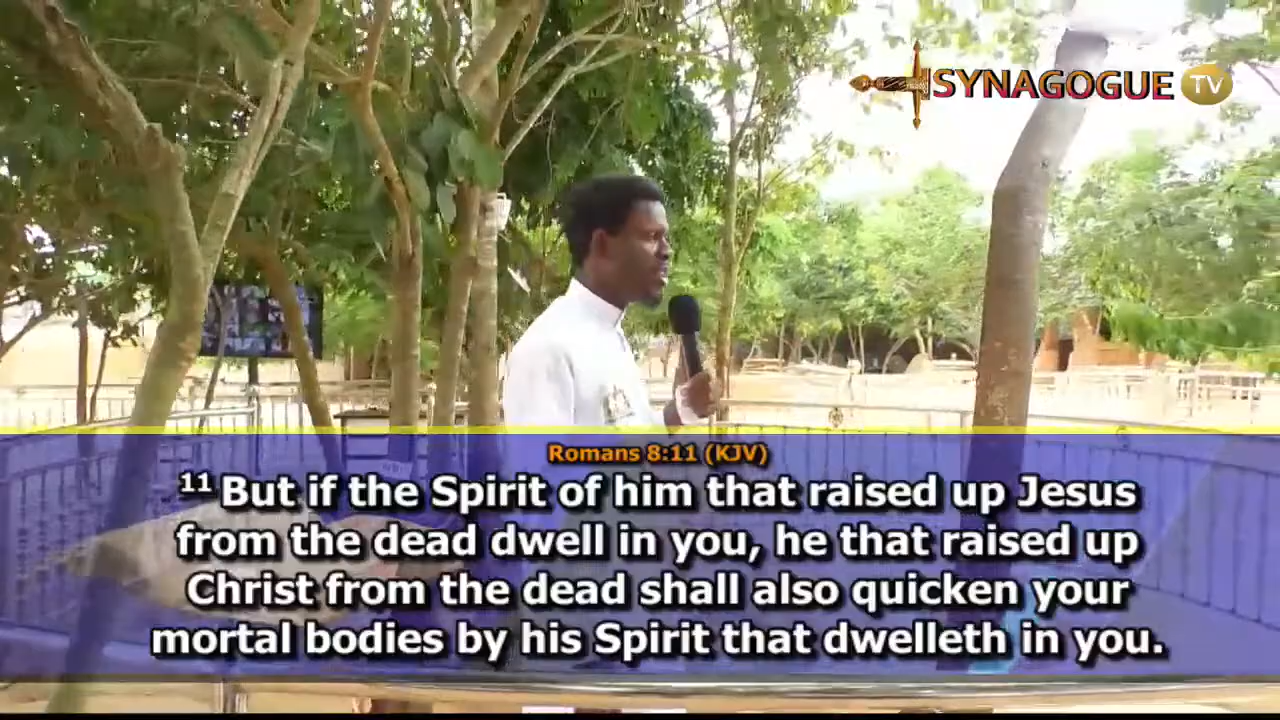 SYNAGOGUE TV
Romans 8:11 (KJV)
11 But if the Spirit of him that raised up Jesus
from the dead dwell in you, he that raised up
Christ from the dead shall also quicken your
mortal bodies by his Spirit that dwelleth in you.